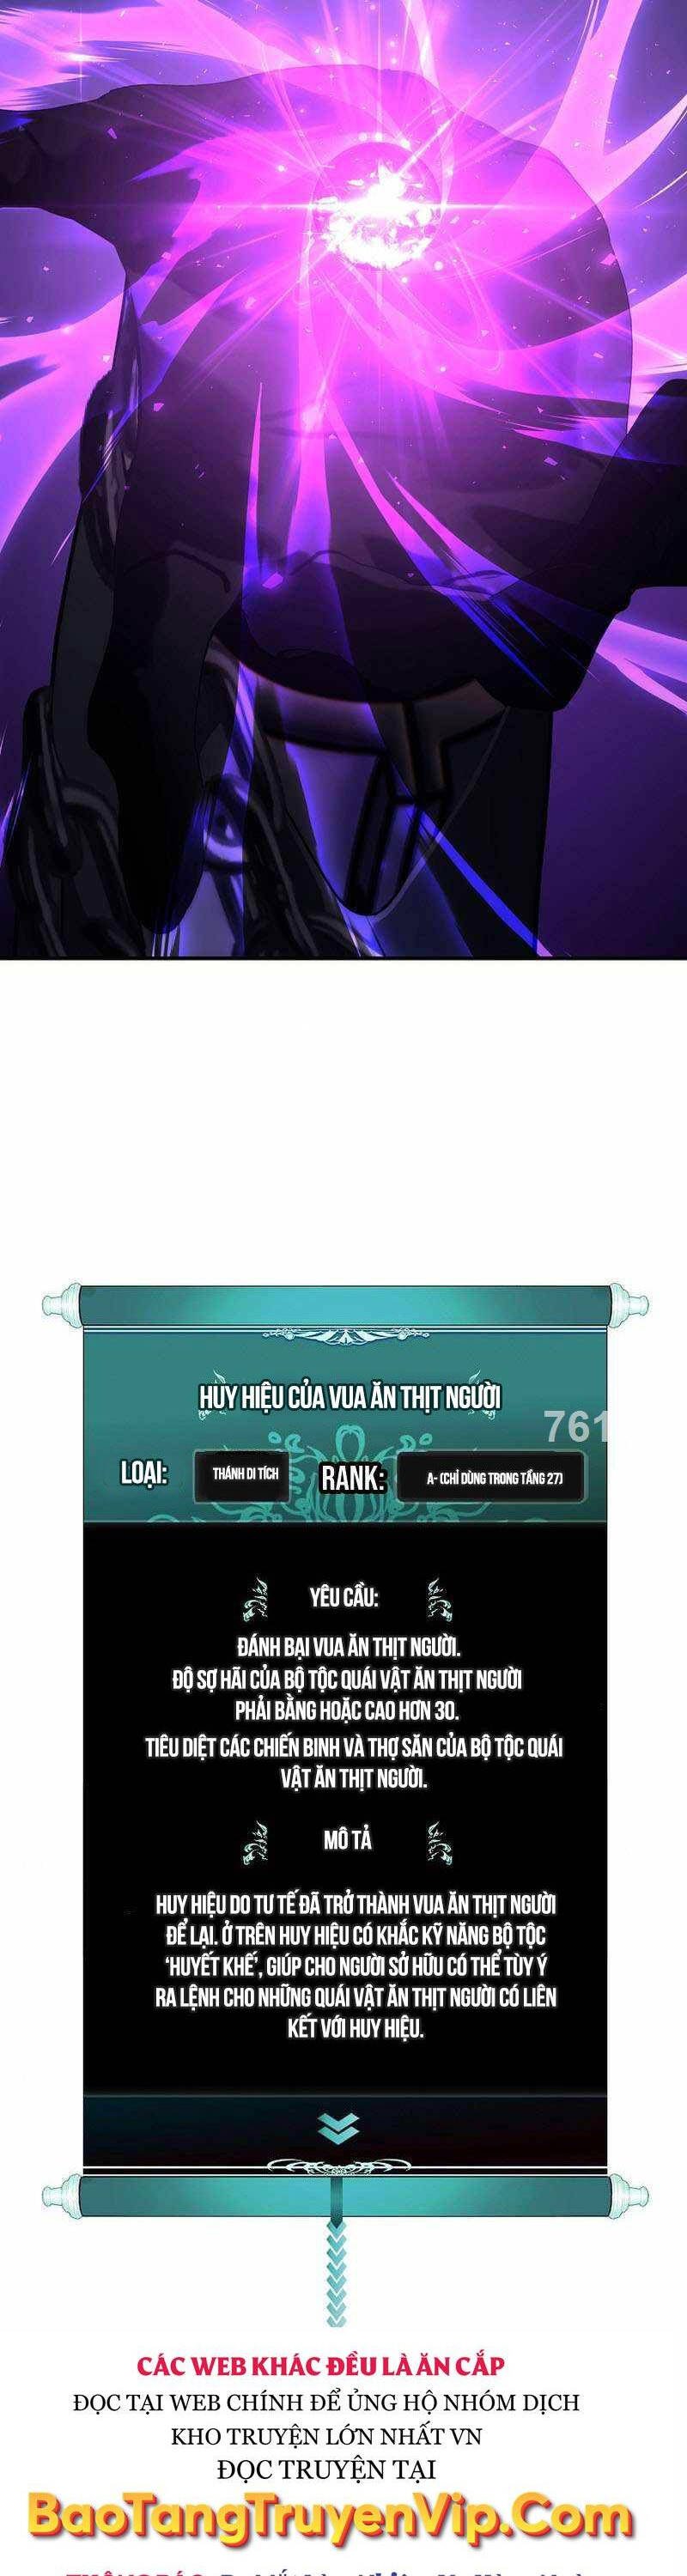 HUY HIỆU CỦA VUA ĂN THỊT NGƯỜI
761
LOẠI: THÁNH DI TÍCH RANK: A- (CHỈ DÙNG TRONG TẦNG 27)
YÊU CẦU:
ĐÁNH BẠI VUA ĂN THỊT NGƯỜI.
ĐỘ SỢ HÃI CỦA BỘ TỘC QUÁI VẬT ĂN THỊT NGƯỜI
PHẢI BẰNG HOẶC CAO HƠN 30.
TIÊU DIỆT CÁC CHIẾN BINH VÀ THỢ SĂN CỦA BỘ TỘC QUÁI
VẬT ĂN THỊT NGƯỜI.
MÔ TẢ
HUY HIỆU DO TƯ TẾ ĐÃ TRỞ THÀNH VUA ĂN THỊT NGƯỜI
ĐỂ LẠI. Ở TRÊN HUY HIỆU CÓ KHẮC KỸ NĂNG BỘ TỘC
‘HUYẾT KHẾ’, GIÚP CHO NGƯỜI SỞ HỮU CÓ THỂ TÙY Ý
RA LỆNH CHO NHỮNG QUÁI VẬT ĂN THỊT NGƯỜI CÓ LIÊN
KẾT VỚI HUY HIỆU.
CÁC WEB KHÁC ĐỀU LÀ ĂN CẮP
ĐỌC TẠI WEB CHÍNH ĐỂ ỦNG HỘ NHÓM DỊCH
KHO TRUYỆN LỚN NHẤT VN
ĐỌC TRUYỆN TẠI
BaoTangTruyenVip.Com